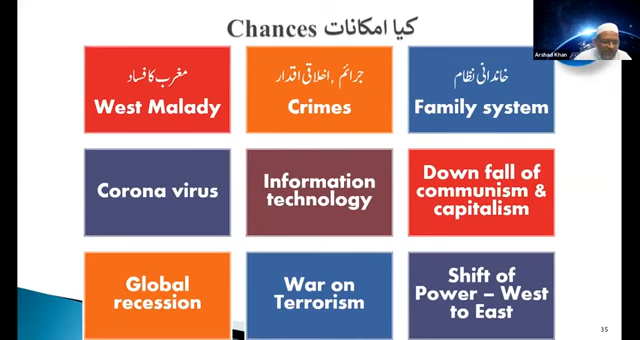 کیا امکانات Chances
Arshad Khan
مغرب کا فساد
West Malady
جرائم, اخلاقی اقدار
Crimes
خاندانی نظام
Family system
Corona virus
Information
technology
Down fall of
communism &
capitalism
Global
recession
War on
Terrorism
Shift of
Power – West
to East
35